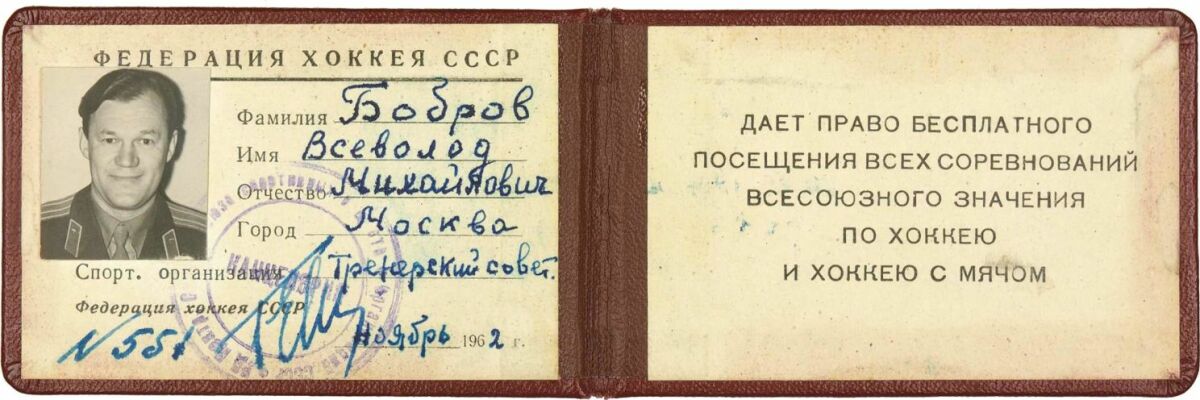 ФЕДЕРАЦИЯ ХОККЕЯ СССР
Фамилия Бобров
Имя Всеволод
Отчество Михайлович
Город Москва
Спорт. организация Тренерский совет.
Федерация хоккея СССР
N 551
ноябрь 1962 г.
КАНЦЕЛЯРИЯ
ДАЕТ ПРАВО БЕСПЛАТНОГО
ПОСЕЩЕНИЯ ВСЕХ СОРЕВНОВАНИЙ
ВСЕСОЮЗНОГО ЗНАЧЕНИЯ
ПО ХОККЕЮ
И ХОККЕЮ С МЯЧОМ